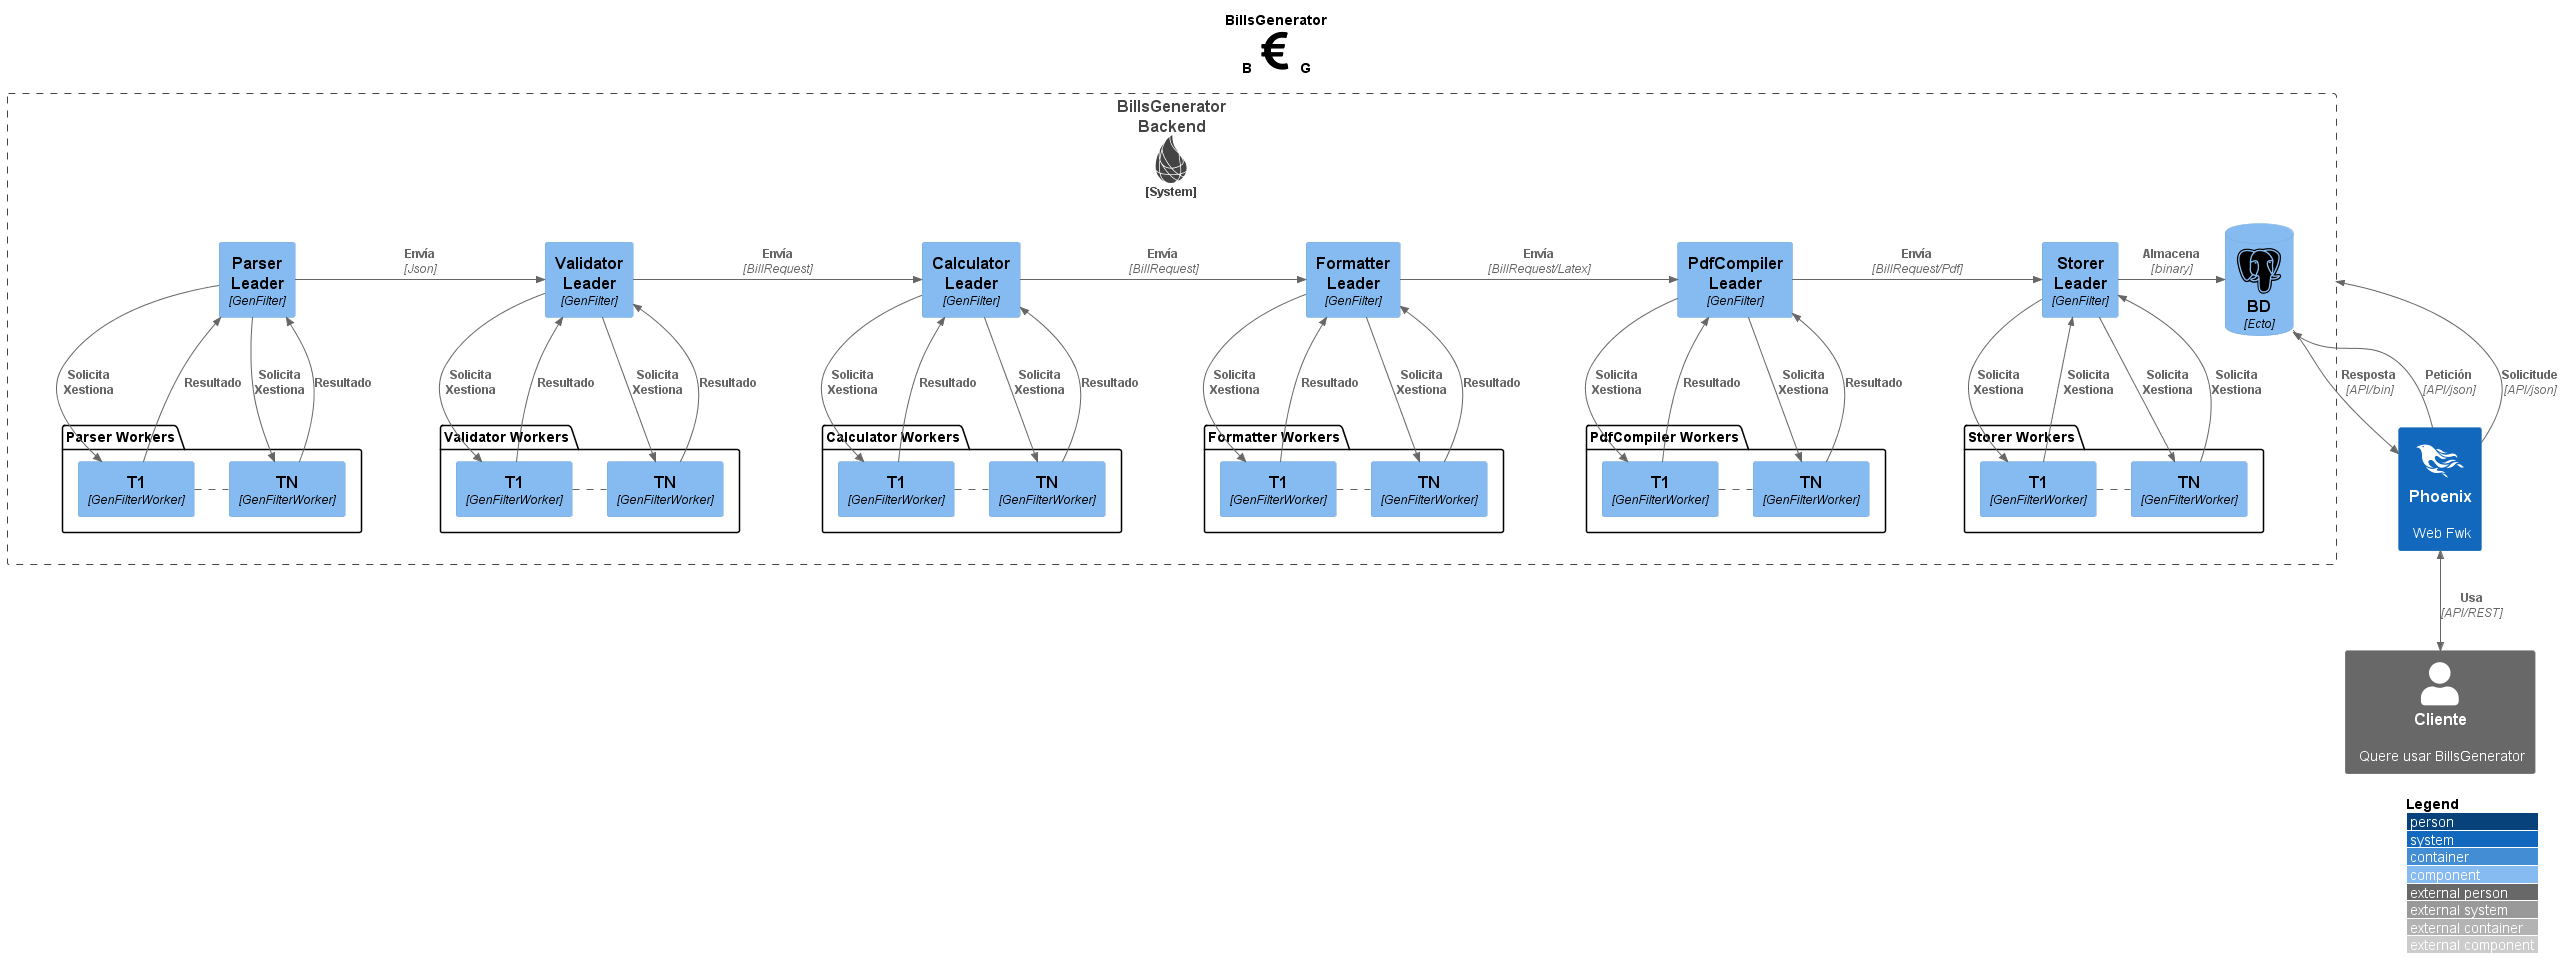 BillsGenerator
B € G
BillsGenerator
Backend
[System]
Parser
Leader
[GenFilter]
Envía
[Json]
Validator
Leader
[GenFilter]
Envía
[BillRequest]
Calculator
Leader
[GenFilter]
Envía
[BillRequest]
Formatter
Leader
[GenFilter]
Envía
[BillRequest/Latex]
PdfCompiler
Leader
[GenFilter]
Envía
[BillRequest/Pdf]
Storer
Leader
[GenFilter]
Almacena
[binary]
BD
[Ecto]
Solicita
Xestiona
Resultado
Solicita
Xestiona
Resultado
Solicita
Xestiona
Resultado
Solicita
Xestiona
Resultado
Solicita
Xestiona
Resultado
Solicita
Xestiona
Resultado
Solicita
Xestiona
Resultado
Solicita
Xestiona
Resultado
Solicita
Xestiona
Resultado
Solicita
Xestiona
Resultado
Solicita
Xestiona
Solicita
Xestiona
Solicita
Xestiona
Solicita
Xestiona
Resposta
[API/bin]
Petición
[API/json]
Solicitude
[API/json]
Parser Workers
T1
[GenFilterWorker]
TN
[GenFilterWorker]
Validator Workers
T1
[GenFilterWorker]
TN
[GenFilterWorker]
Calculator Workers
T1
[GenFilterWorker]
TN
[GenFilterWorker]
Formatter Workers
T1
[GenFilterWorker]
TN
[GenFilterWorker]
PdfCompiler Workers
T1
[GenFilterWorker]
TN
[GenFilterWorker]
Storer Workers
T1
[GenFilterWorker]
TN
[GenFilterWorker]
Phoenix
Web Fwk
Usa
[API/REST]
Cliente
Quere usar BillsGenerator
Legend
person
system
container
component
external person
external system
external container
external component